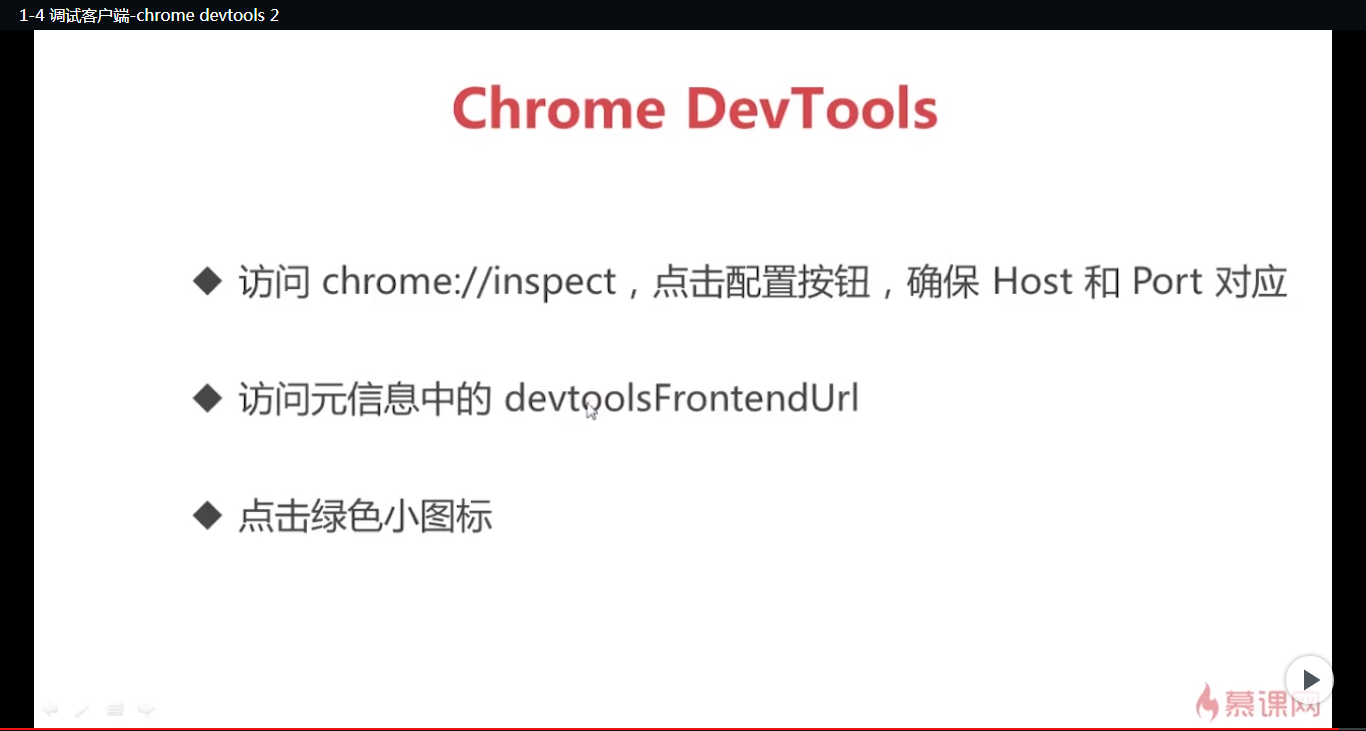 1-4 调试客户端-chrome devtools 2
Chrome DevTools
◆ 访问 chrome://inspect，点击配置按钮，确保 Host 和 Port 对应
◆ 访问元信息中的 devtoolsFrontendUrl
◆ 点击绿色小图标
慕课网